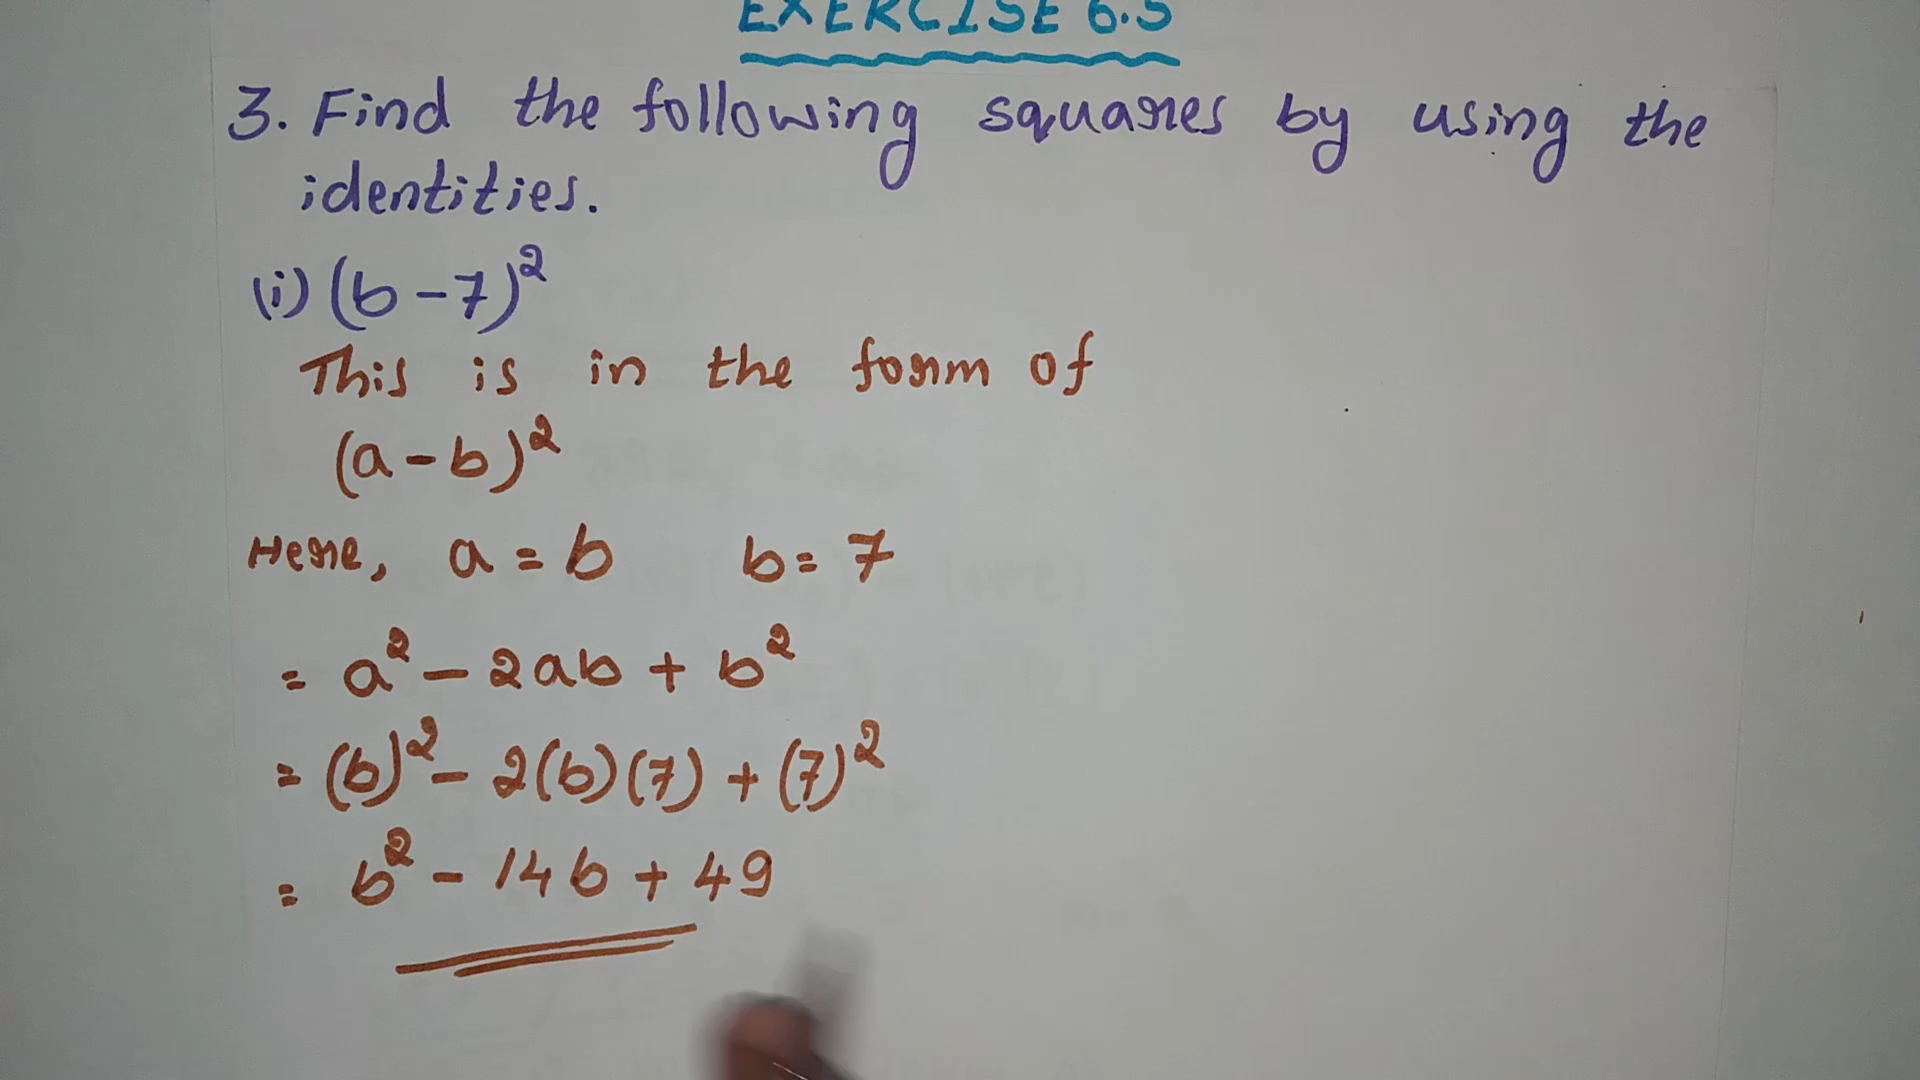 EXERCISE 6.5
3. Find the following squares by using the
identities.
(i) (b-7)²
This is in the form of
(a-b)²
Here, a = b b = 7
= a² - 2ab + b²
= (b)² - 2(b)(7) + (7)²
= b² - 14b + 49